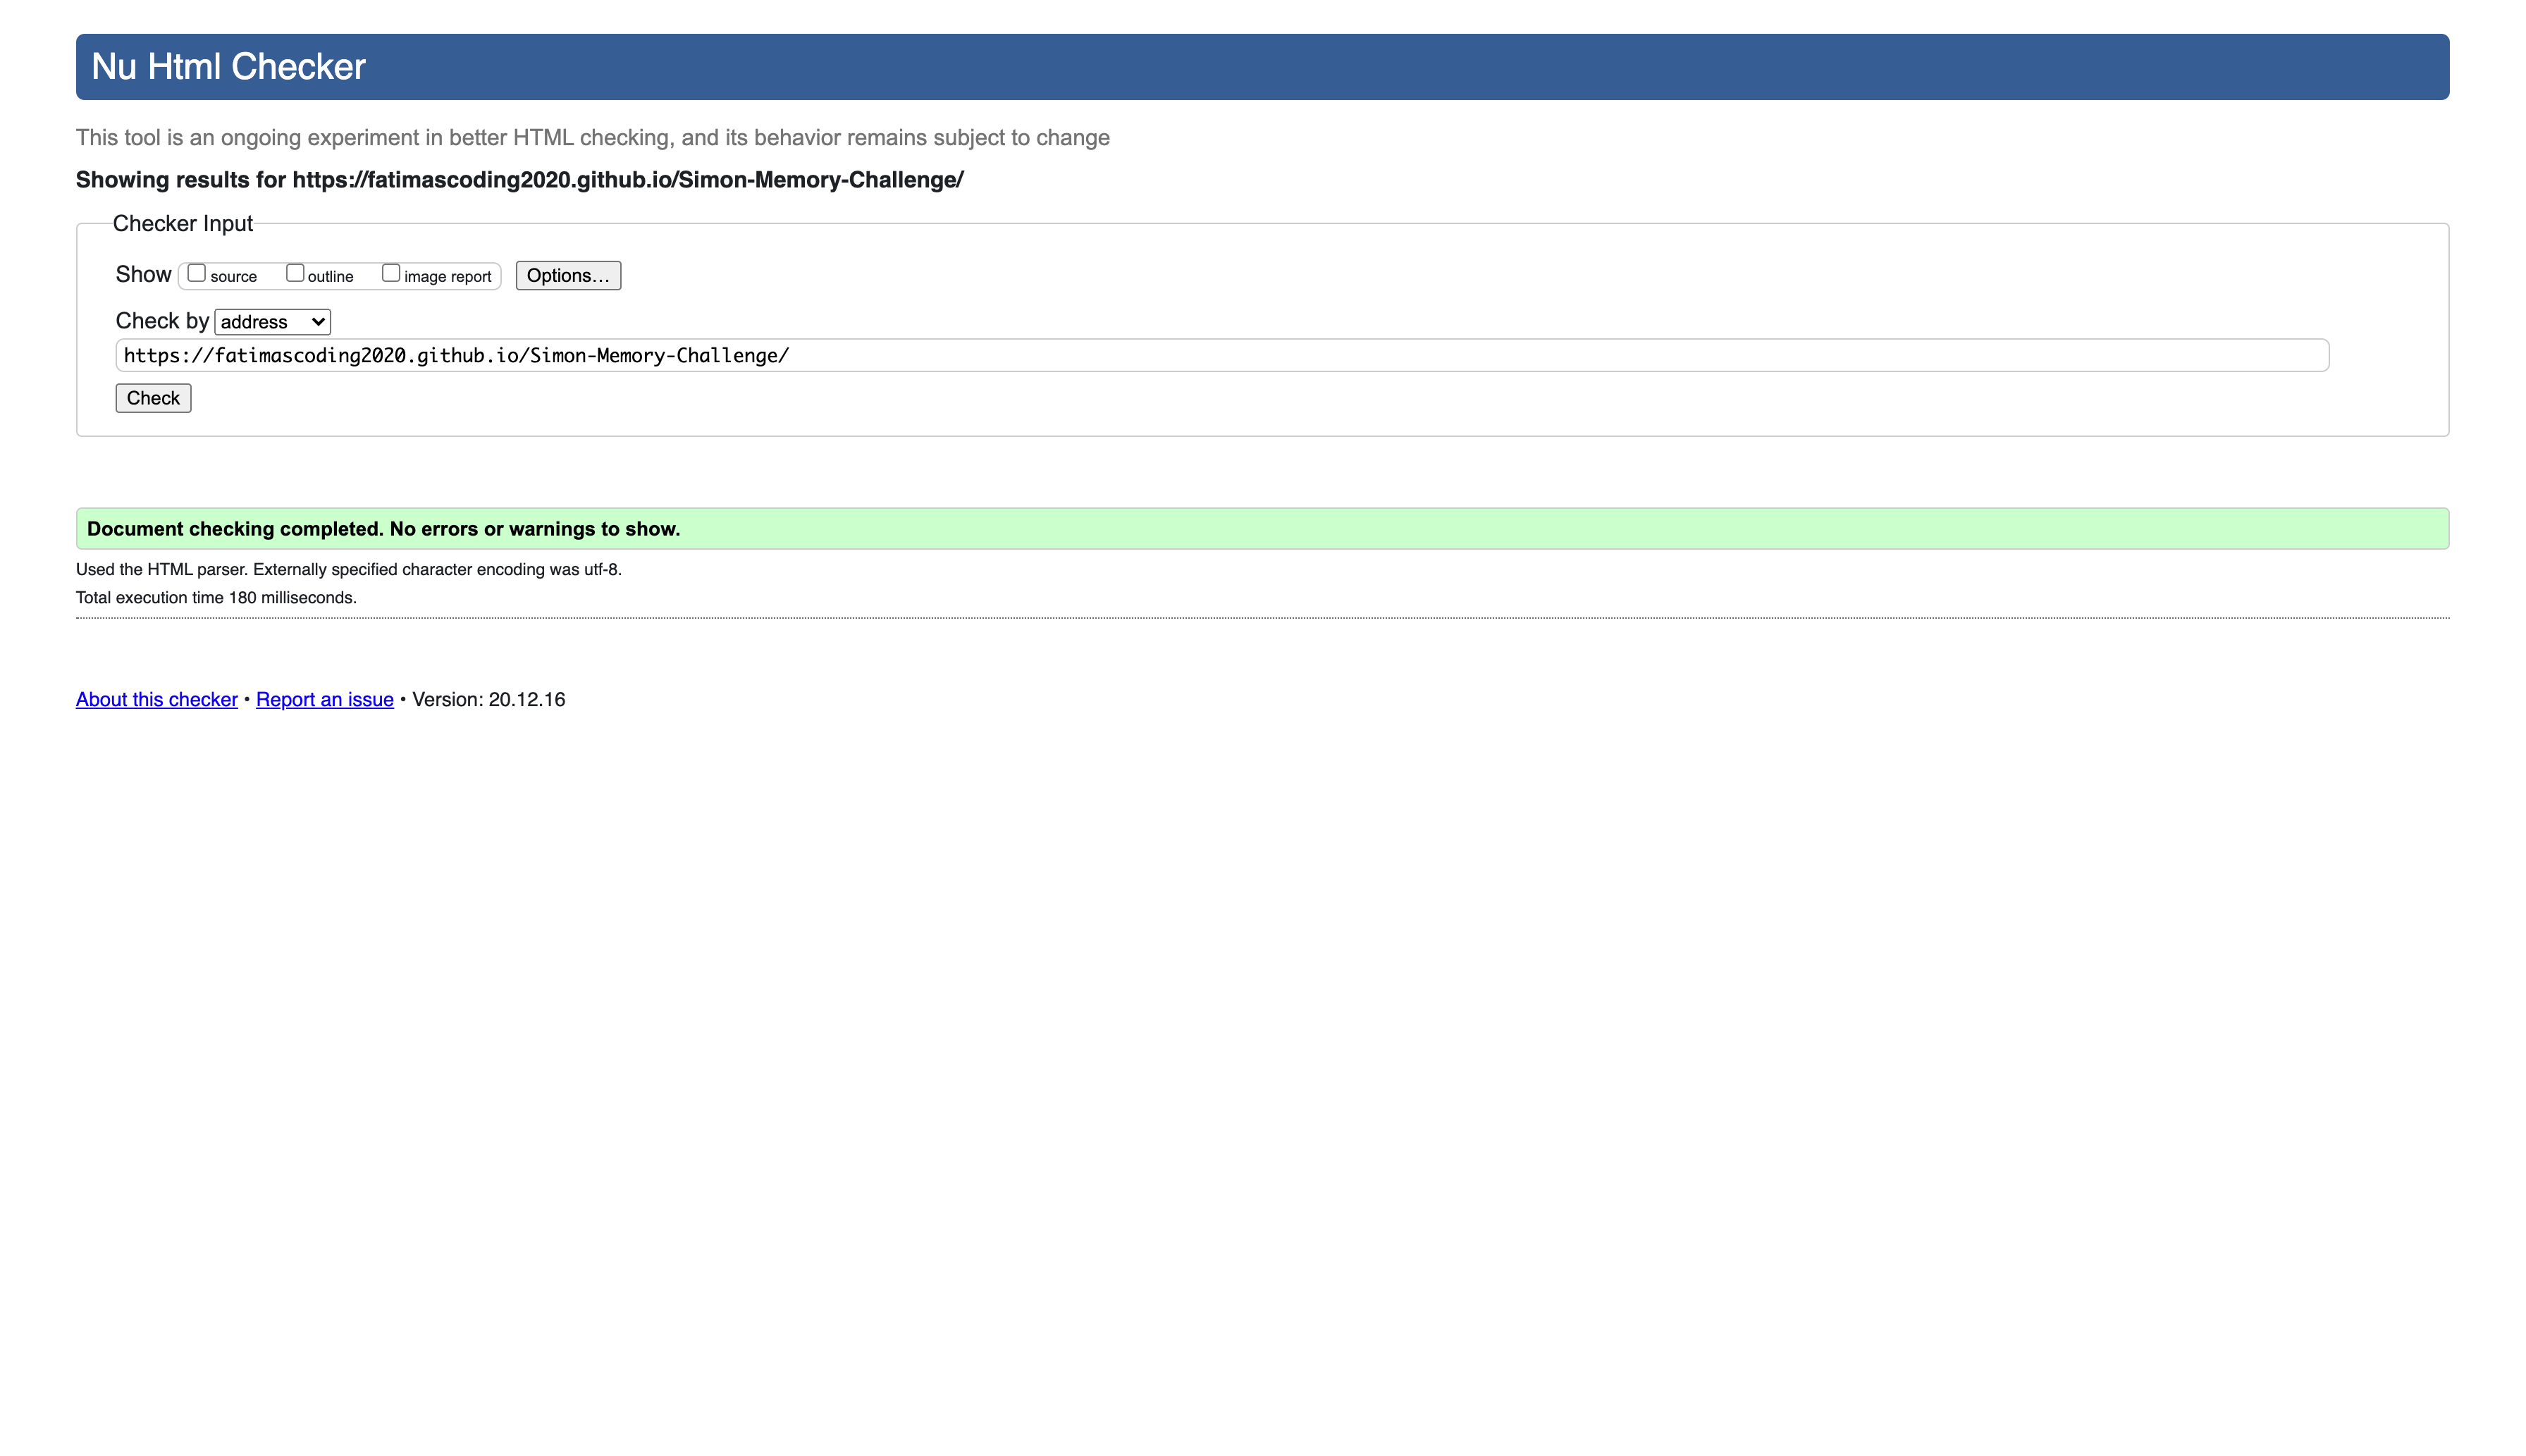 Nu Html Checker
This tool is an ongoing experiment in better HTML checking, and its behavior remains subject to change
Showing results for https://fatimascoding2020.github.io/Simon-Memory-Challenge/
Checker Input
Show source outline image report Options...
Check by address
https://fatimascoding2020.github.io/Simon-Memory-Challenge/
Check
Document checking completed. No errors or warnings to show.
Used the HTML parser. Externally specified character encoding was utf-8.
Total execution time 180 milliseconds.
About this checker • Report an issue • Version: 20.12.16